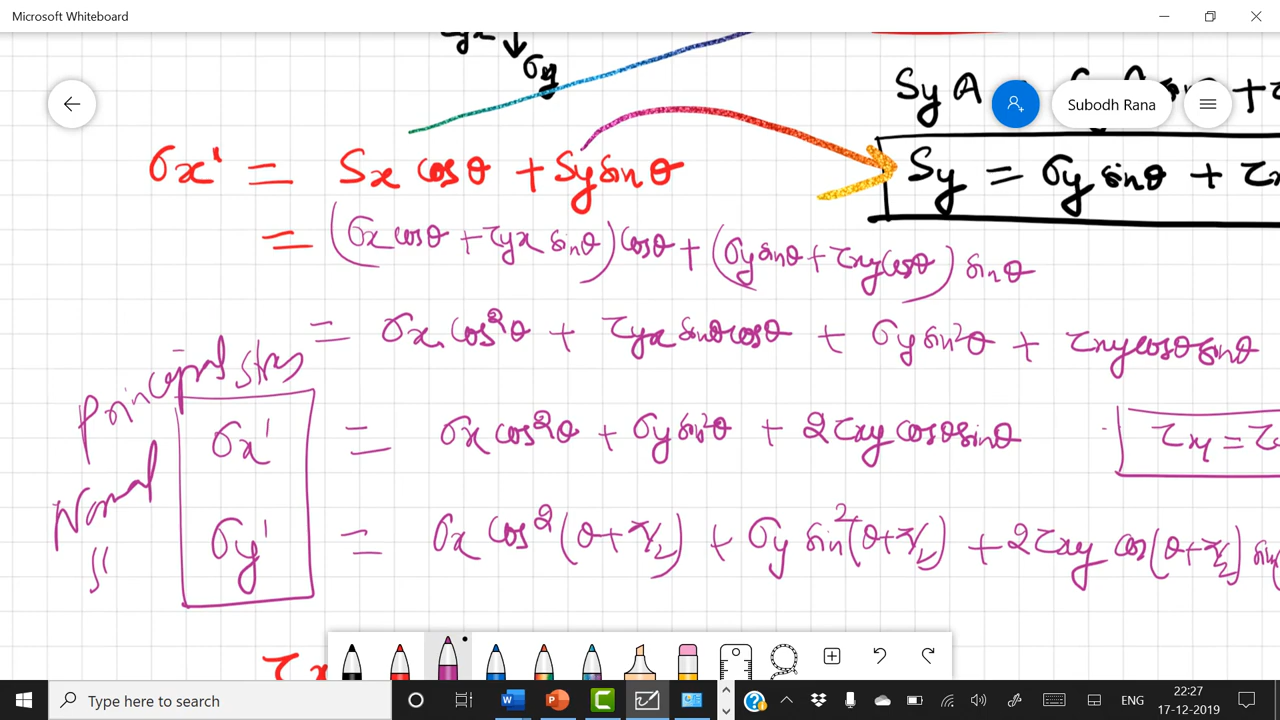 Microsoft Whiteboard
σy
Sy A
Subodh Rana
σx' = Sx cosθ + Sy sinθ
Sy = σy sinθ +
= (σx cosθ + τyx sinθ) cosθ + (σy sinθ + τxy cosθ) sinθ
= σx cos²θ + τyx sinθ cosθ + σy sin²θ + τxy cosθ sinθ
Principal Stress
σx' = σx cos²θ + σy sin²θ + 2τxy cosθ sinθ
τxy =
Normal "
σy' = σx cos²(θ+π/2) + σy sin²(θ+π/2) + 2τxy cos(θ+π/2) sin
Type here to search
ENG
22:27
17-12-2019